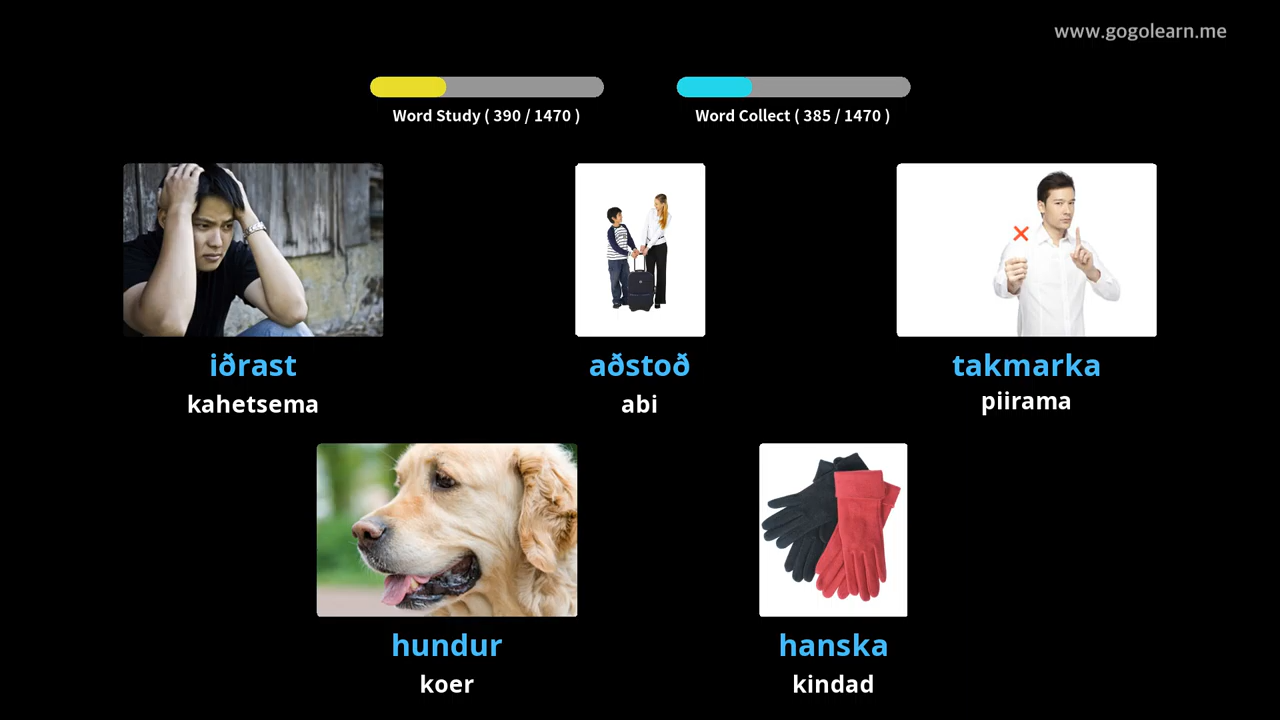 www.gogolearn.me
Word Study ( 390 / 1470 )
Word Collect ( 385 / 1470 )
iðrast
kahetsema
aðstoð
abi
takmarka
piirama
hundur
koer
hanska
kindad